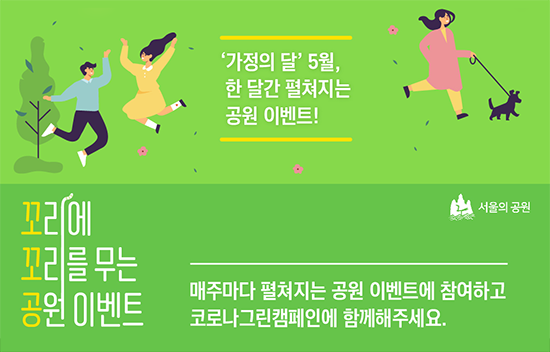 ‘가정의 달’ 5월,
한 달간 펼쳐지는
공원 이벤트!
꼬리에
꼬리를 무는
공원 이벤트
서울의 공원
매주마다 펼쳐지는 공원 이벤트에 참여하고
코로나그린캠페인에 함께해주세요.